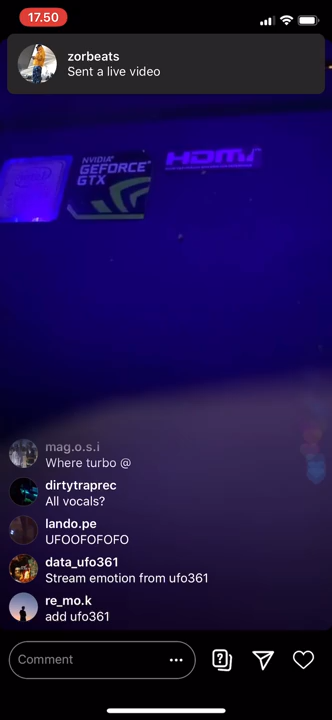 17.50
zorbeats
Sent a live video
NVIDIA
GEFORCE
GTX
HDMI
mag.o.s.i
Where turbo @
dirtytraprec
All vocals?
lando.pe
UFOOFOFOFO
data_ufo361
Stream emotion from ufo361
re_mo.k
add ufo361
Comment